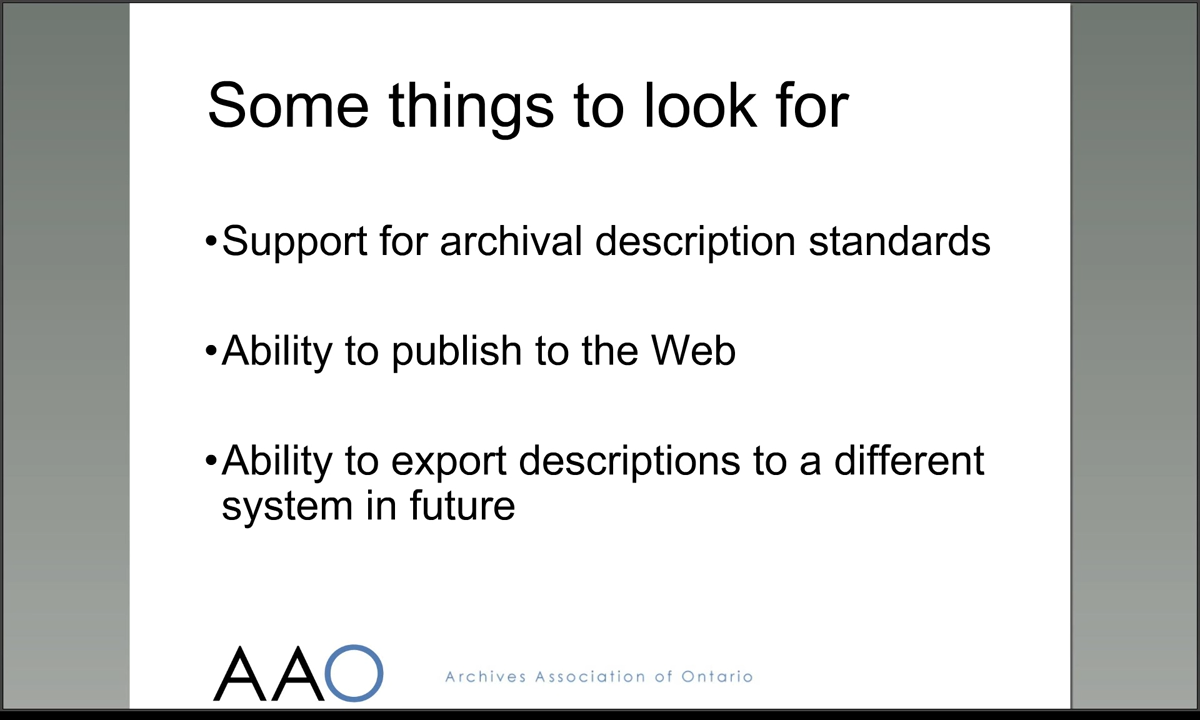 Some things to look for
•Support for archival description standards
•Ability to publish to the Web
•Ability to export descriptions to a different
system in future
AAO
Archives Association of Ontario